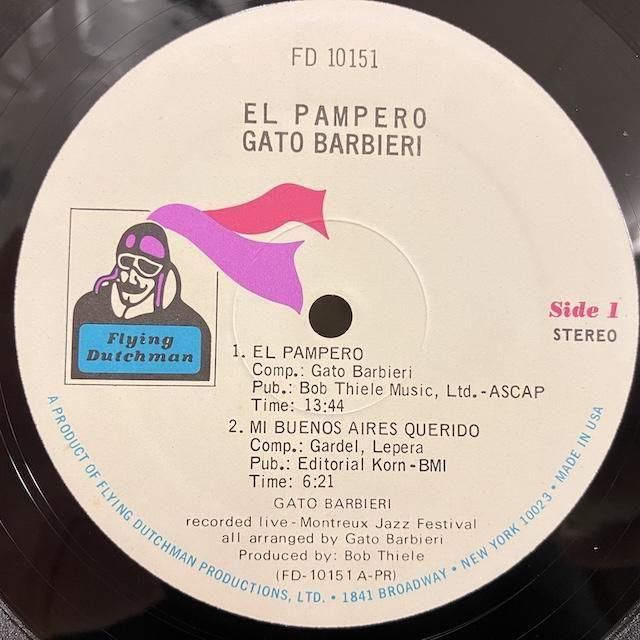 FD 10151
EL PAMPERO
GATO BARBIERI
Flying
Dutchman
Side 1
STEREO
1. EL PAMPERO
Comp.: Gato Barbieri
Pub.: Bob Thiele Music, Ltd.-ASCAP
Time: 13:44
2. MI BUENOS AIRES QUERIDO
Comp.: Gardel, Lepera
Pub.: Editorial Korn-BMI
Time: 6:21
GATO BARBIERI
recorded live-Montreux Jazz Festival
all arranged by Gato Barbieri
Produced by: Bob Thiele
(FD-10151 A-PR)
A PRODUCT OF FLYING DUTCHMAN PRODUCTIONS, LTD. • 1841 BROADWAY • NEW YORK 10023 • MADE IN USA